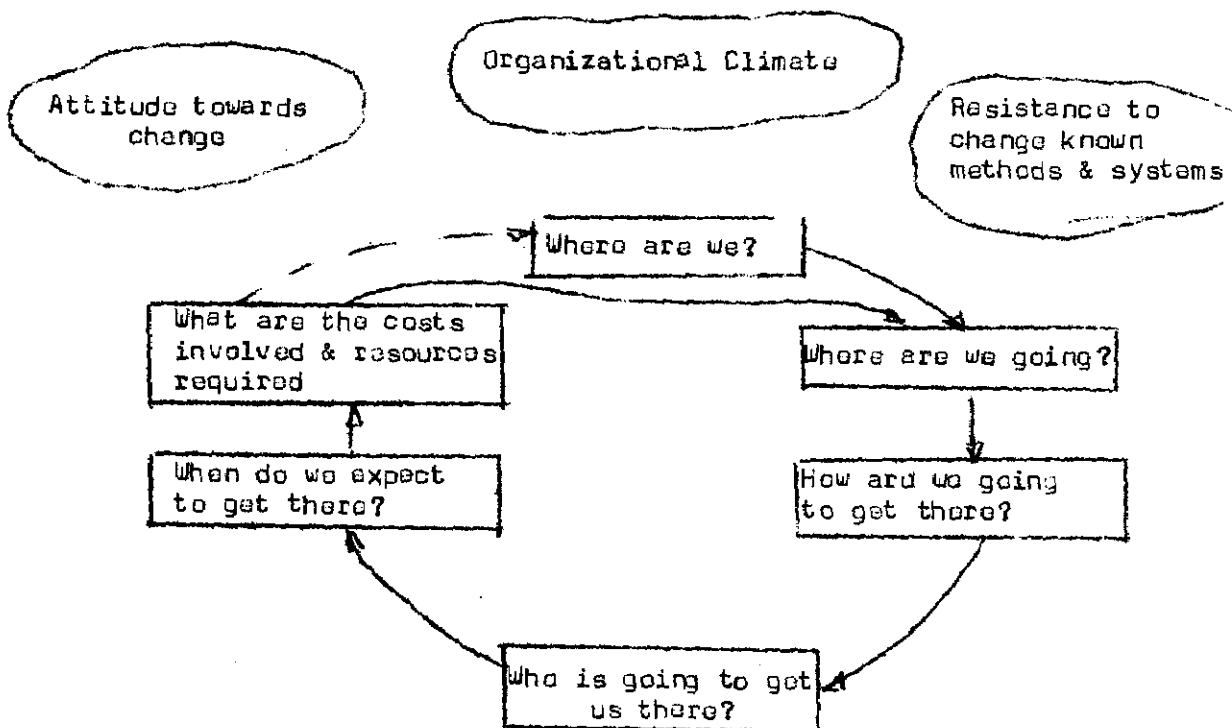 Organizational Climate
Attitude towards
change
Resistance to
change known
methods & systems
Where are we?
What are the costs
involved & resources
required
Where are we going?
When do we expect
to get there?
How are we going
to get there?
Who is going to get
us there?